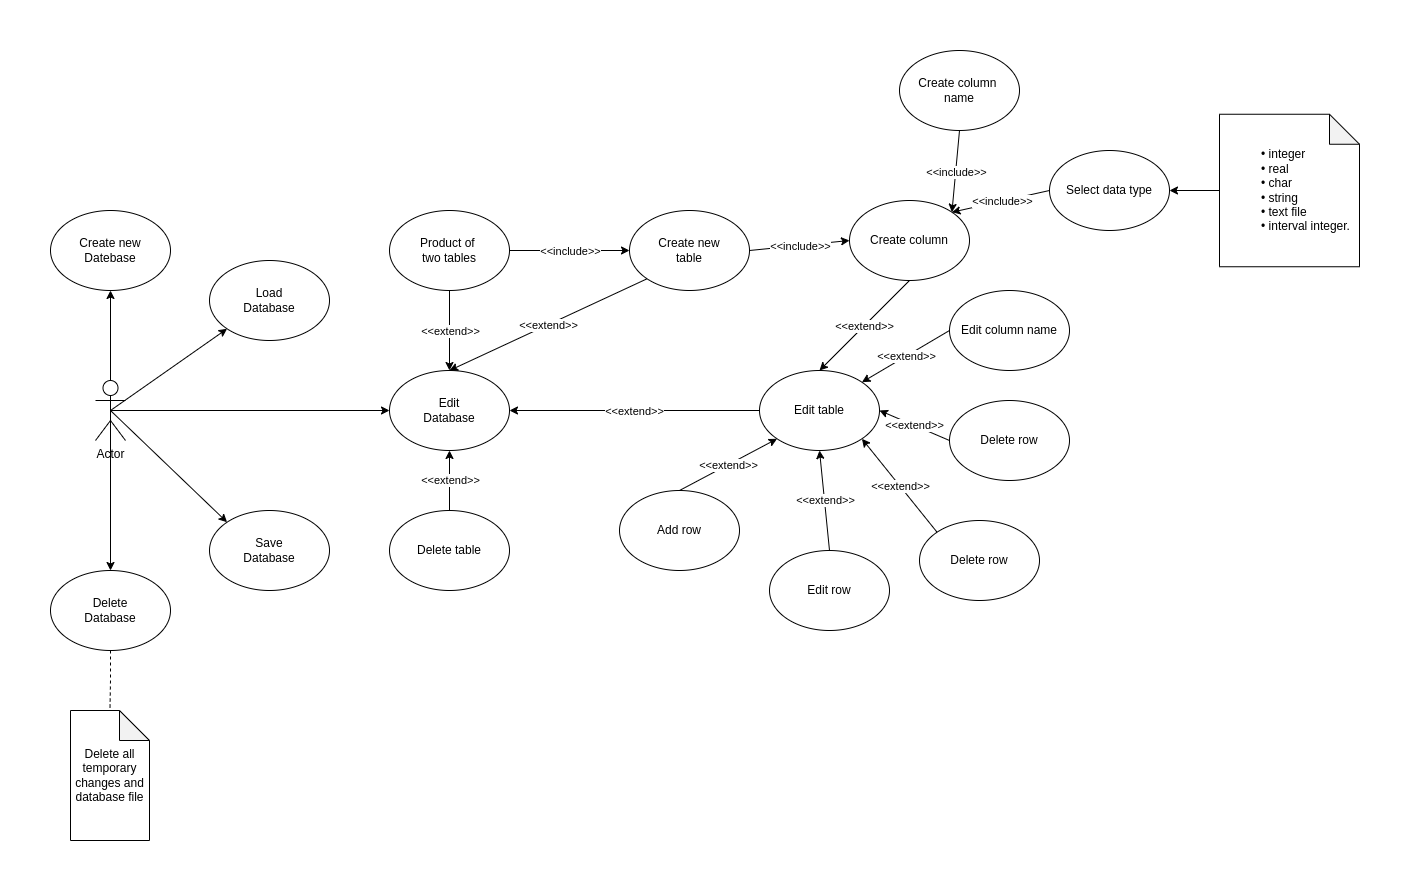 Create column
name
• integer
• real
• char
• string
• text file
• interval integer.
<<include>>
Select data type
<<include>>
Create new
Datebase
Product of
two tables
<<include>>
Create new
table
<<include>>
Create column
Load
Database
<<extend>>
<<extend>>
<<extend>>
Edit column name
<<extend>>
Edit
Database
<<extend>>
Edit table
<<extend>>
Delete row
Actor
<<extend>>
<<extend>>
<<extend>>
<<extend>>
Save
Database
Delete table
Add row
Edit row
Delete row
Delete
Database
Delete all
temporary
changes and
database file